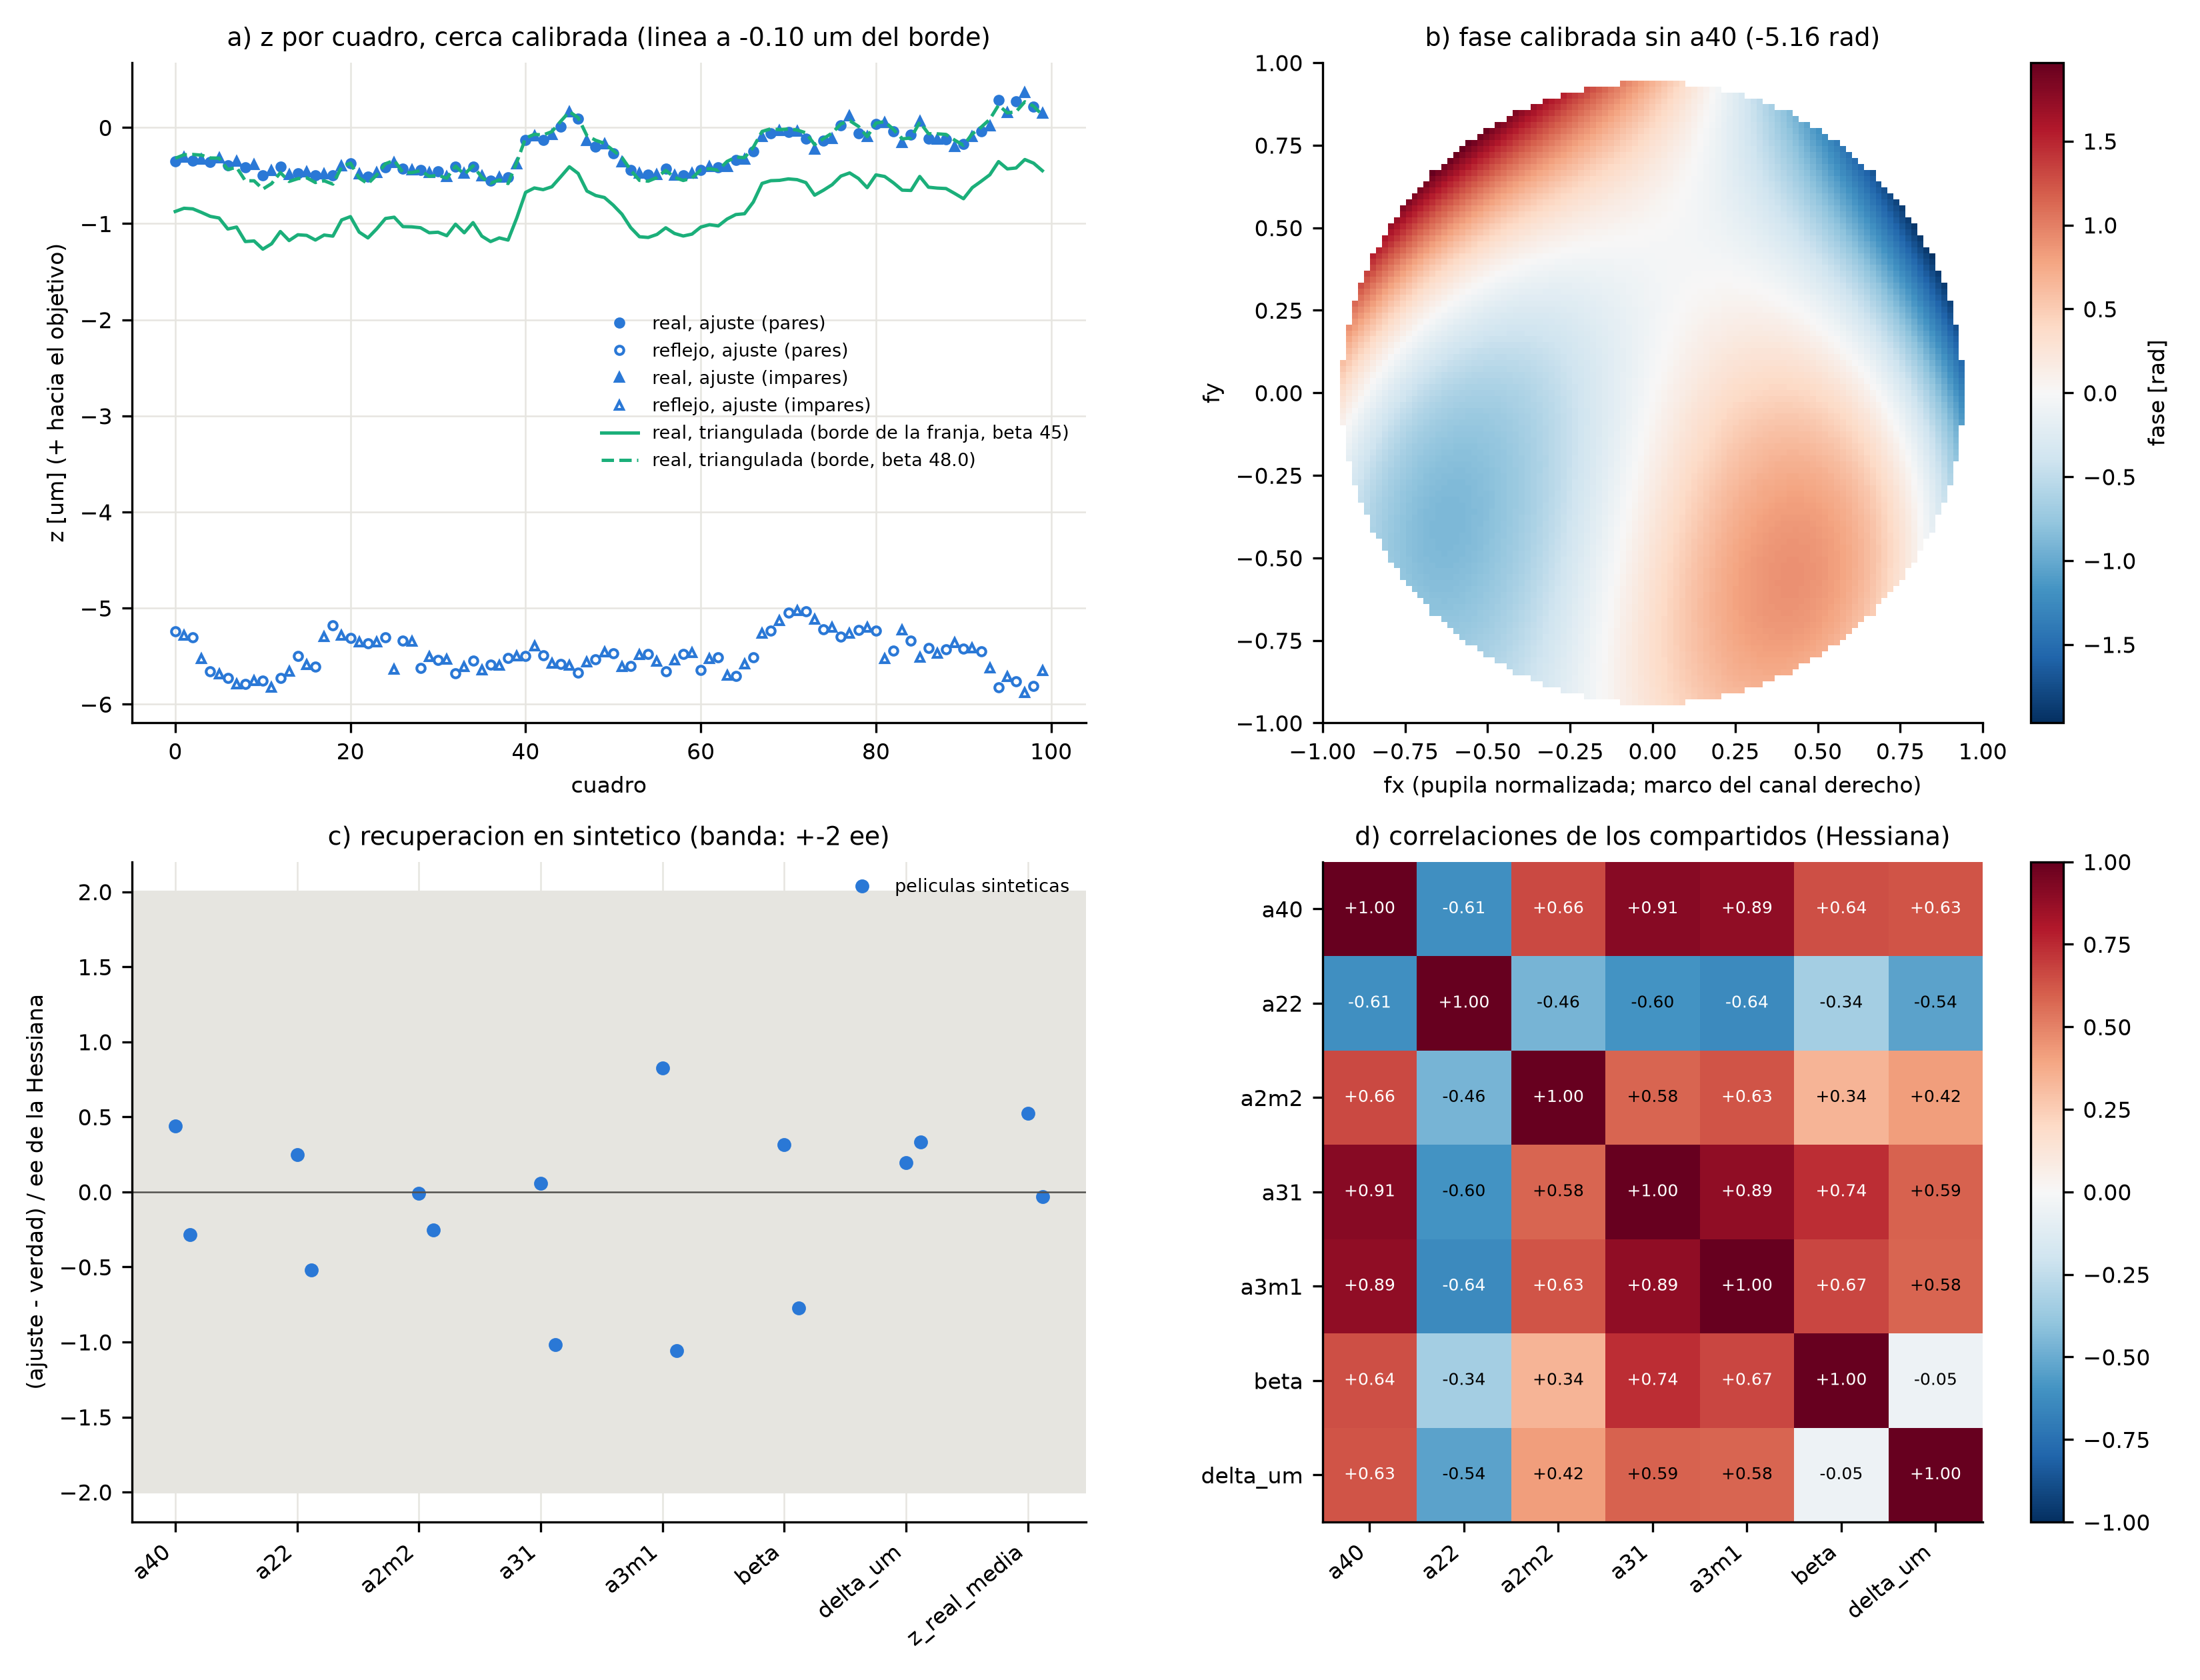 a) z por cuadro, cerca calibrada (linea a -0.10 um del borde)
z [um] (+ hacia el objetivo)
0
−1
−2
−3
−4
−5
−6
real, ajuste (pares)
reflejo, ajuste (pares)
real, ajuste (impares)
reflejo, ajuste (impares)
real, triangulada (borde de la franja, beta 45)
real, triangulada (borde, beta 48.0)
0 20 40 60 80 100
cuadro
b) fase calibrada sin a40 (-5.16 rad)
fy
1.00
0.75
0.50
0.25
0.00
−0.25
−0.50
−0.75
−1.00
−1.00 −0.75 −0.50 −0.25 0.00 0.25 0.50 0.75 1.00
fx (pupila normalizada; marco del canal derecho)
1.5
1.0
0.5
0.0
−0.5
−1.0
−1.5
fase [rad]
c) recuperacion en sintetico (banda: +-2 ee)
(ajuste - verdad) / ee de la Hessiana
2.0
1.5
1.0
0.5
0.0
−0.5
−1.0
−1.5
−2.0
peliculas sinteticas
a40 a22 a2m2 a31 a3m1 beta delta_um z_real_media
d) correlaciones de los compartidos (Hessiana)
a40 +1.00 -0.61 +0.66 +0.91 +0.89 +0.64 +0.63
a22 -0.61 +1.00 -0.46 -0.60 -0.64 -0.34 -0.54
a2m2 +0.66 -0.46 +1.00 +0.58 +0.63 +0.34 +0.42
a31 +0.91 -0.60 +0.58 +1.00 +0.89 +0.74 +0.59
a3m1 +0.89 -0.64 +0.63 +0.89 +1.00 +0.67 +0.58
beta +0.64 -0.34 +0.34 +0.74 +0.67 +1.00 -0.05
delta_um +0.63 -0.54 +0.42 +0.59 +0.58 -0.05 +1.00
a40 a22 a2m2 a31 a3m1 beta delta_um
1.00
0.75
0.50
0.25
0.00
−0.25
−0.50
−0.75
−1.00